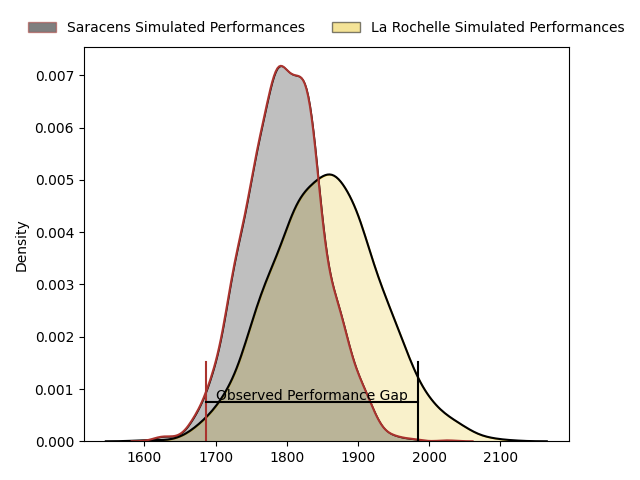 Saracens Simulated Performances
La Rochelle Simulated Performances
0.007
0.006
0.005
0.004
0.003
0.002
0.001
0.000
Density
Observed Performance Gap
1600 1700 1800 1900 2000 2100